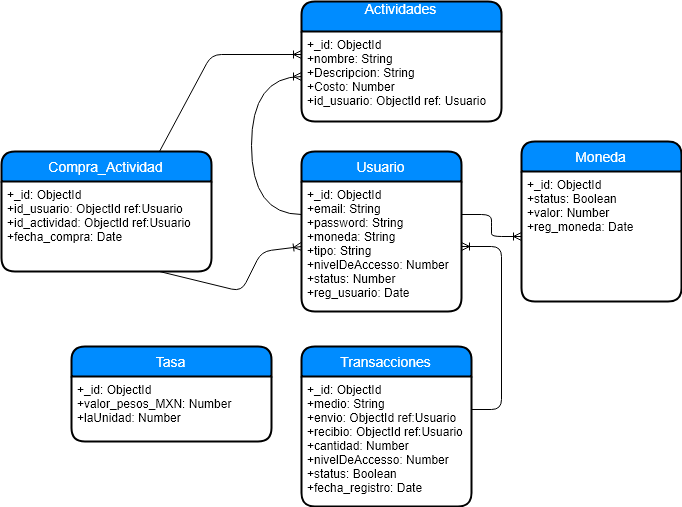 Actividades
+_id: ObjectId
+nombre: String
+Descripcion: String
+Costo: Number
+id_usuario: ObjectId ref: Usuario
Compra_Actividad
+_id: ObjectId
+id_usuario: ObjectId ref:Usuario
+id_actividad: ObjectId ref:Usuario
+fecha_compra: Date
Usuario
+_id: ObjectId
+email: String
+password: String
+moneda: String
+tipo: String
+nivelDeAccesso: Number
+status: Number
+reg_usuario: Date
Moneda
+_id: ObjectId
+status: Boolean
+valor: Number
+reg_moneda: Date
Tasa
+_id: ObjectId
+valor_pesos_MXN: Number
+laUnidad: Number
Transacciones
+_id: ObjectId
+medio: String
+envio: ObjectId ref:Usuario
+recibio: ObjectId ref:Usuario
+cantidad: Number
+nivelDeAccesso: Number
+status: Boolean
+fecha_registro: Date